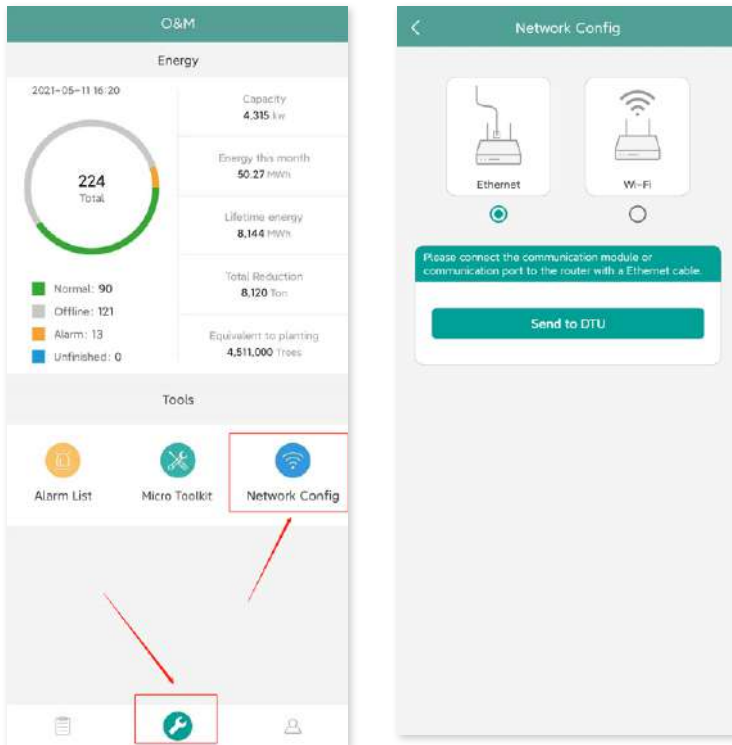 O&M
Energy
2021-05-11 16:20
224
Total
Normal: 90
Offline: 121
Alarm: 13
Unfinished: 0
Capacity
4,315 kw
Energy this month
50.27 MWh
Lifetime energy
8,144 MWh
Total Reduction
8,120 Ton
Equivalent to planting
4,511,000 Trees
Tools
Alarm List
Micro Toolkit
Network Config
Network Config
Ethernet
Wi-Fi
Please connect the communication module or
communication port to the router with a Ethernet cable.
Send to DTU